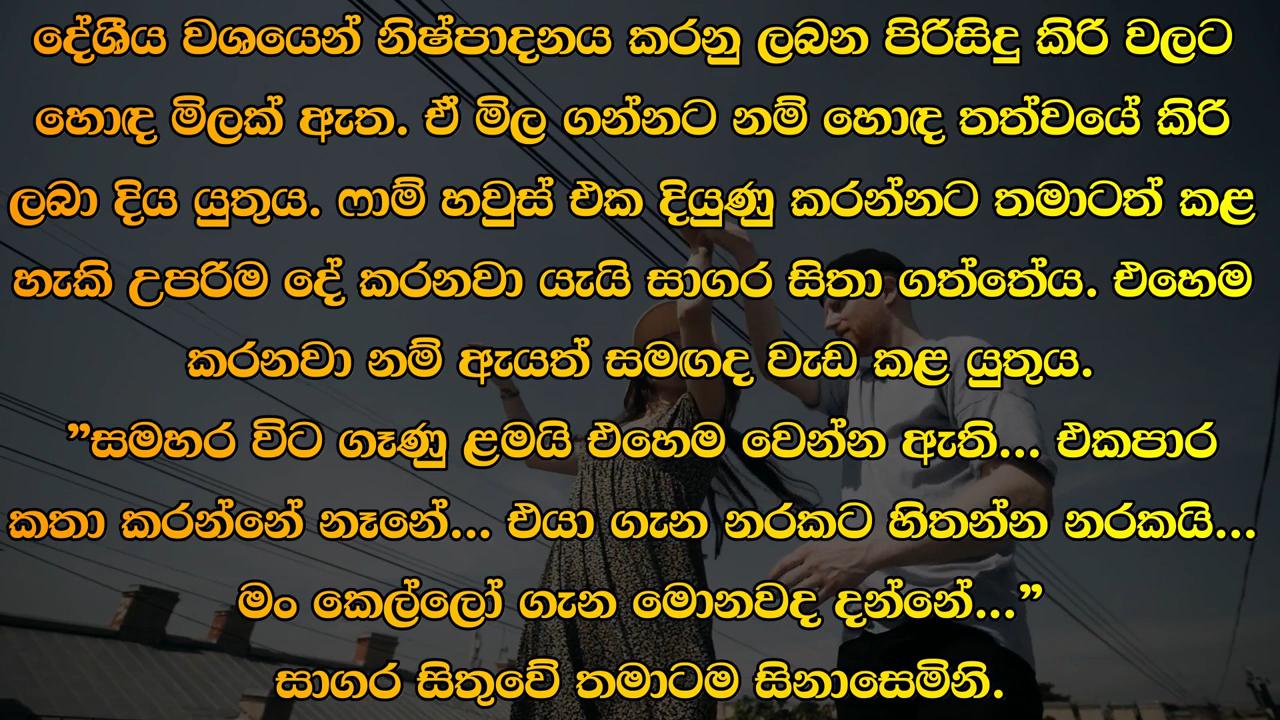 දේශීය වශයෙන් නිෂ්පාදනය කරනු ලබන පිරිසිදු කිරි වලට
හොඳ මිලක් ඇත. ඒ මිල ගන්නට නම් හොඳ තත්වයේ කිරි
ලබා දිය යුතුය. ෆාම් හවුස් එක දියුණු කරන්නට තමාටත් කළ
හැකි උපරිම දේ කරනවා යැයි සාගර සිතා ගත්තේය. එහෙම
කරනවා නම් ඇයත් සමඟද වැඩ කළ යුතුය.
”සමහර විට ගෑණු ළමයි එහෙම වෙන්න ඇති... එකපාර
කතා කරන්නේ නෑනේ... එයා ගැන නරකට හිතන්න නරකයි...
මං කෙල්ලෝ ගැන මොනවද දන්නේ...”
සාගර සිතුවේ තමාටම සිනාසෙමිනි.